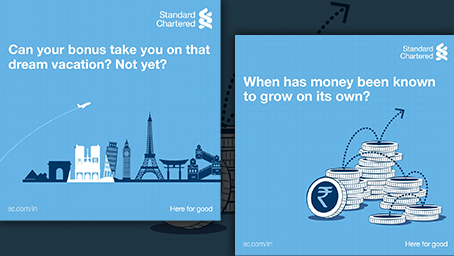 Standard
Chartered
Can your bonus take you on that
dream vacation? Not yet?
sc.com/in
Here for good
Standard
Chartered
When has money been known
to grow on its own?
₹
sc.com/in
Here for good